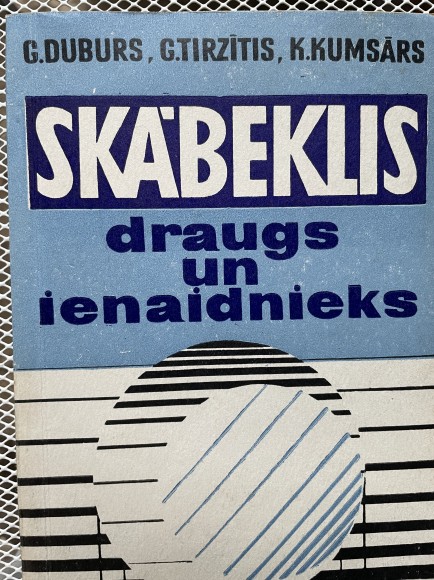 G.DUBURS, G.TIRZĪTIS, K.KUMSĀRS
SKĀBEKLIS
draugs
un
ienaidnieks